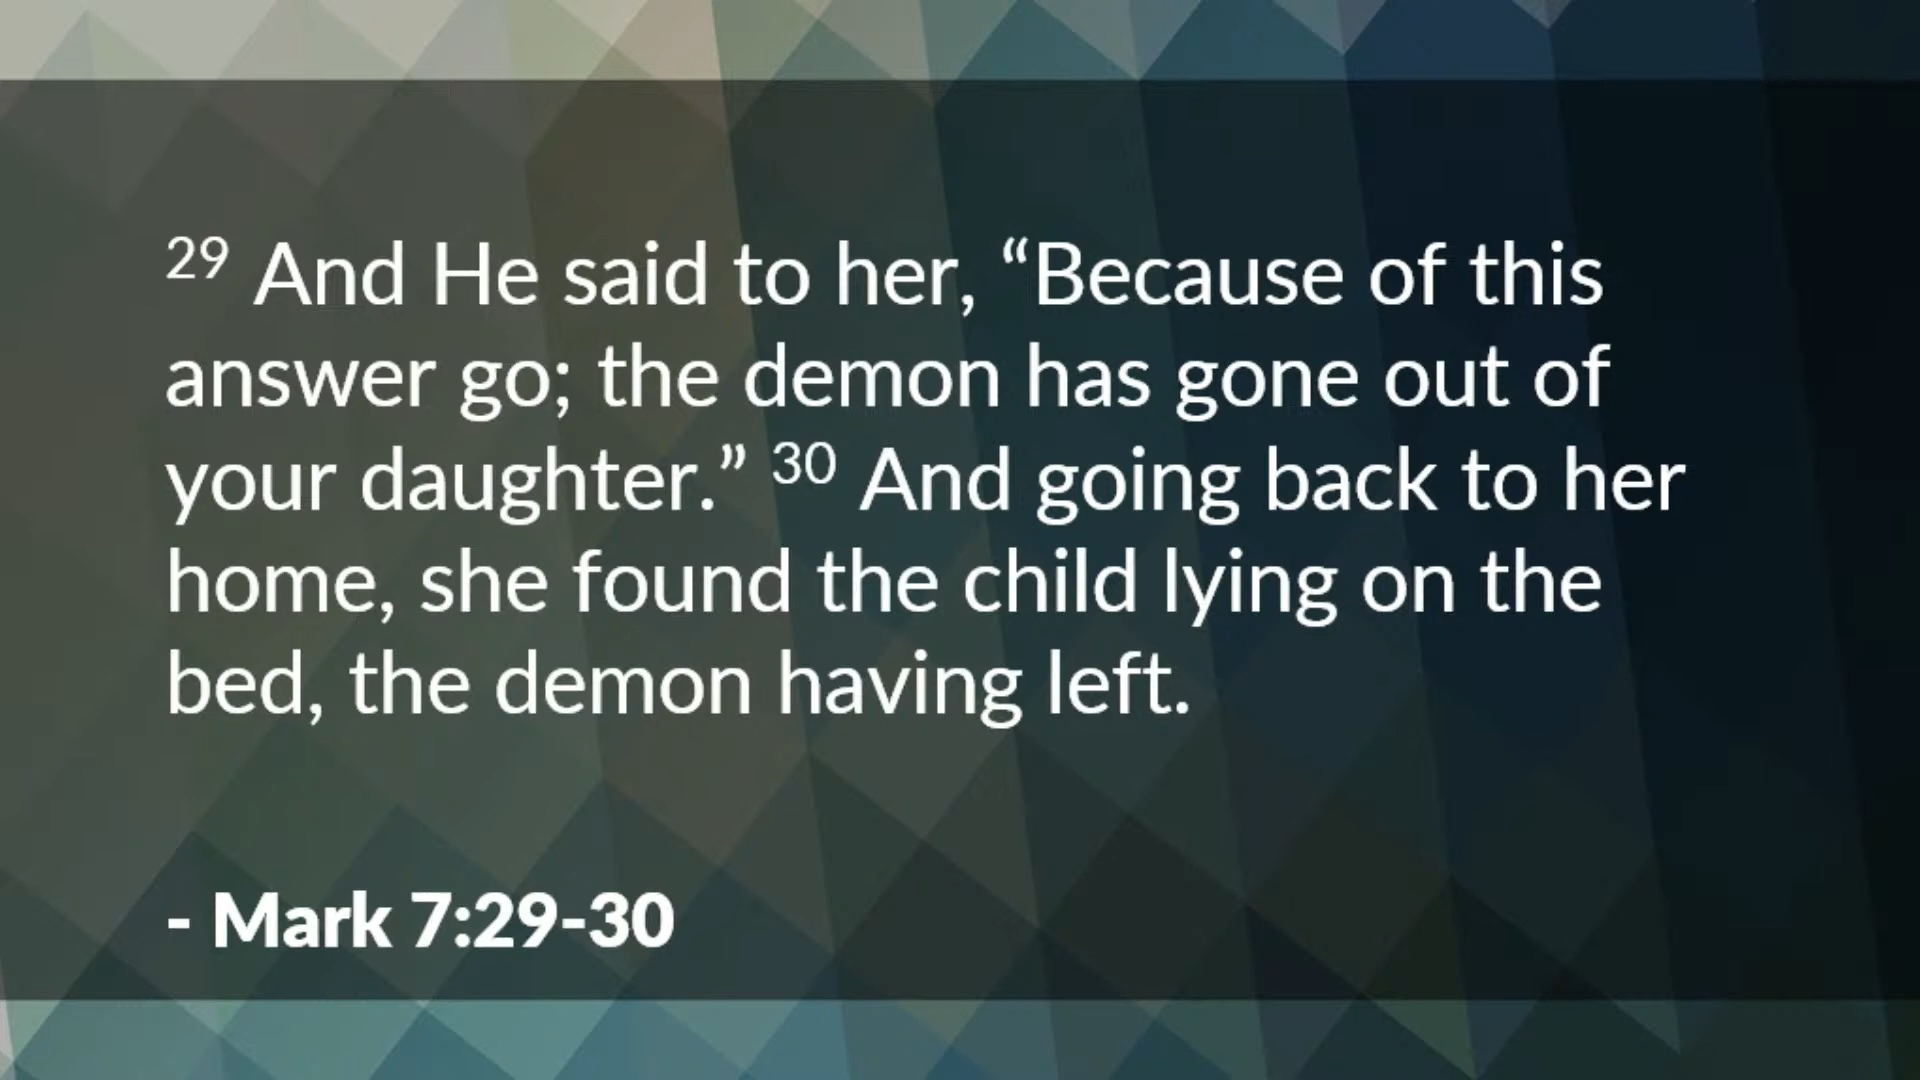 29 And He said to her, “Because of this
answer go; the demon has gone out of
your daughter.” 30 And going back to her
home, she found the child lying on the
bed, the demon having left.
- Mark 7:29-30